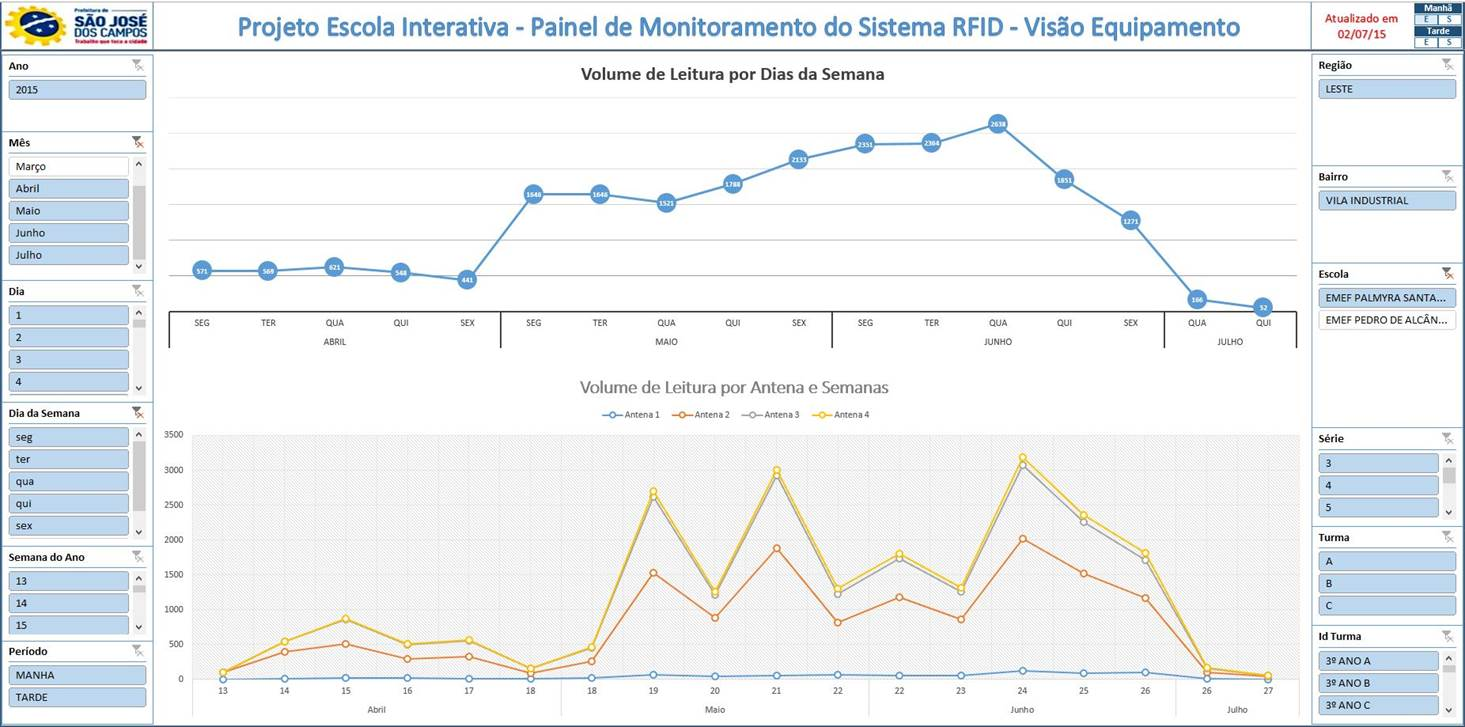 Prefeitura de
SÃO JOSÉ
DOS CAMPOS
Trabalho que toca a cidade
Projeto Escola Interativa - Painel de Monitoramento do Sistema RFID - Visão Equipamento
Atualizado em
02/07/15
Manhã
E S
Tarde
E S
Ano
2015
Mês
Março
Abril
Maio
Junho
Julho
Dia
1
2
3
4
Dia da Semana
seg
ter
qua
qui
sex
Semana do Ano
13
14
15
Período
MANHA
TARDE
Volume de Leitura por Dias da Semana
571 569 621 548 441 1648 1521 1788 2133 2351 2364 2638 1851 1271 166 52
SEG TER QUA QUI SEX SEG TER QUA QUI SEX SEG TER QUA QUI SEX QUA QUI
ABRIL MAIO JUNHO JULHO
Volume de Leitura por Antena e Semanas
Antena 1 Antena 2 Antena 3 Antena 4
3500
3000
2500
2000
1500
1000
500
0
13 14 15 16 17 18 18 19 20 21 22 22 23 24 25 26 26 27
Abril Maio Junho Julho
Região
LESTE
Bairro
VILA INDUSTRIAL
Escola
EMEF PALMYRA SANTA...
EMEF PEDRO DE ALCÂN...
Série
3
4
5
Turma
A
B
C
Id Turma
3º ANO A
3º ANO B
3º ANO C